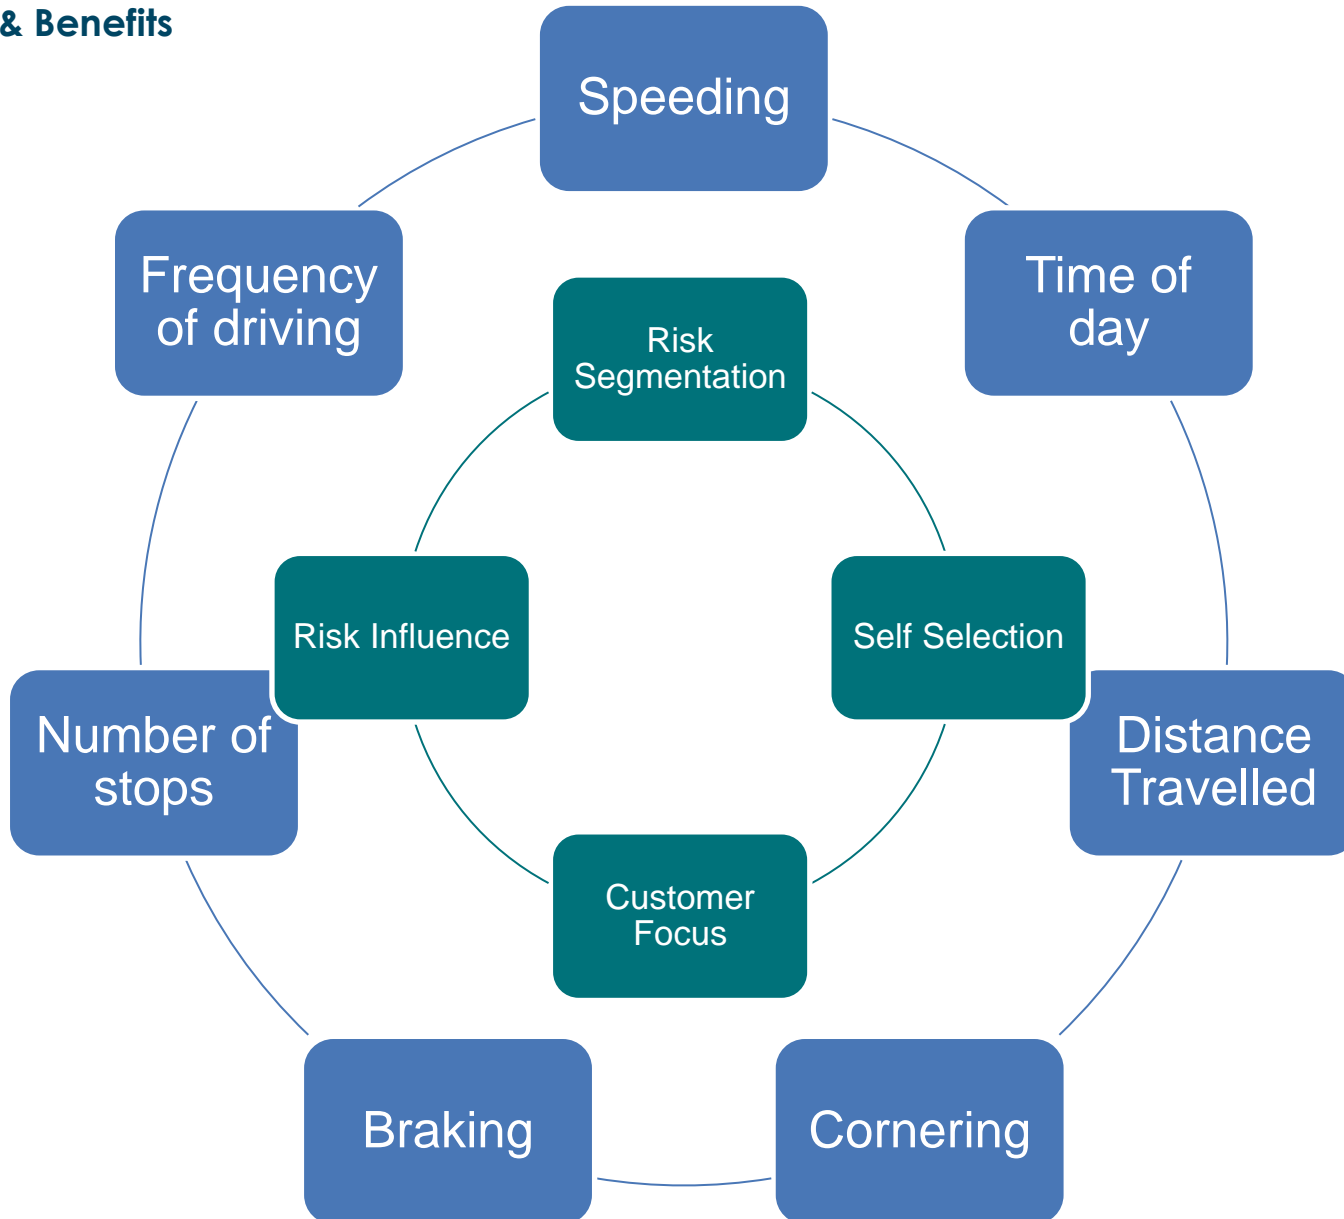 & Benefits
Speeding
Frequency
of driving
Time of
day
Risk
Segmentation
Risk Influence
Self Selection
Number of
stops
Distance
Travelled
Customer
Focus
Braking
Cornering